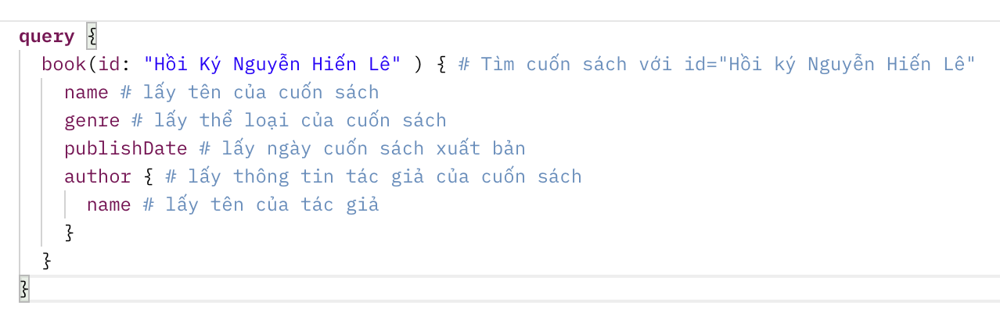 query {
book(id: "Hồi Ký Nguyễn Hiến Lê" ) { # Tìm cuốn sách với id="Hồi ký Nguyễn Hiến Lê"
name # lấy tên của cuốn sách
genre # lấy thể loại của cuốn sách
publishDate # lấy ngày cuốn sách xuất bản
author { # lấy thông tin tác giả của cuốn sách
name # lấy tên của tác giả
}
}
}